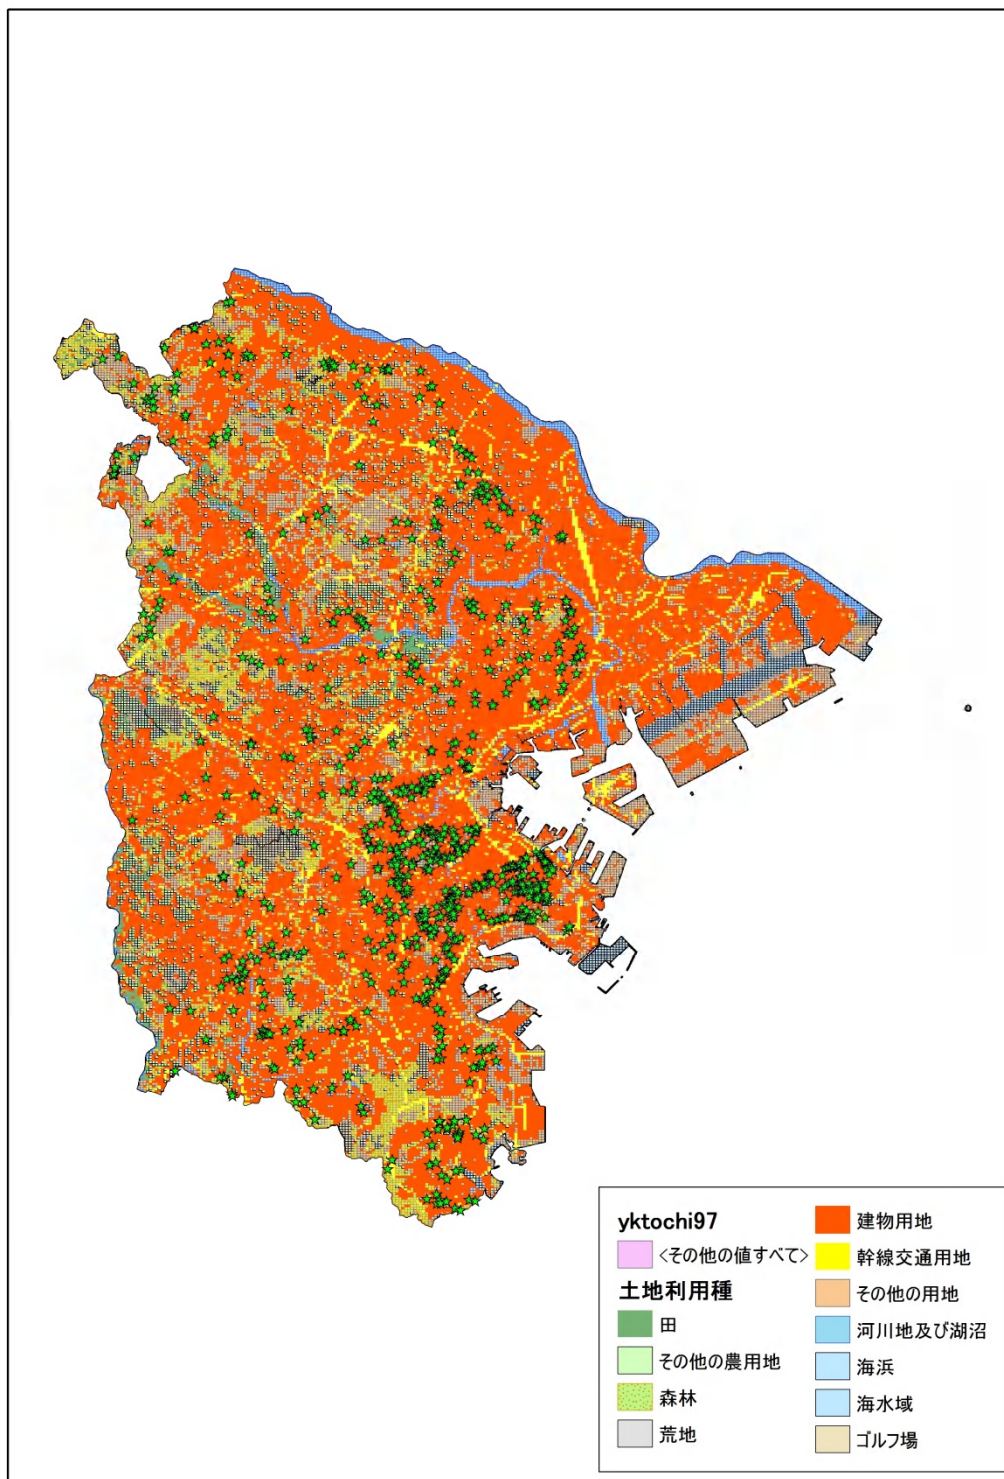 yktochi97
<その他の値すべて>
土地利用種
田
その他の農用地
森林
荒地
建物用地
幹線交通用地
その他の用地
河川地及び湖沼
海浜
海水域
ゴルフ場